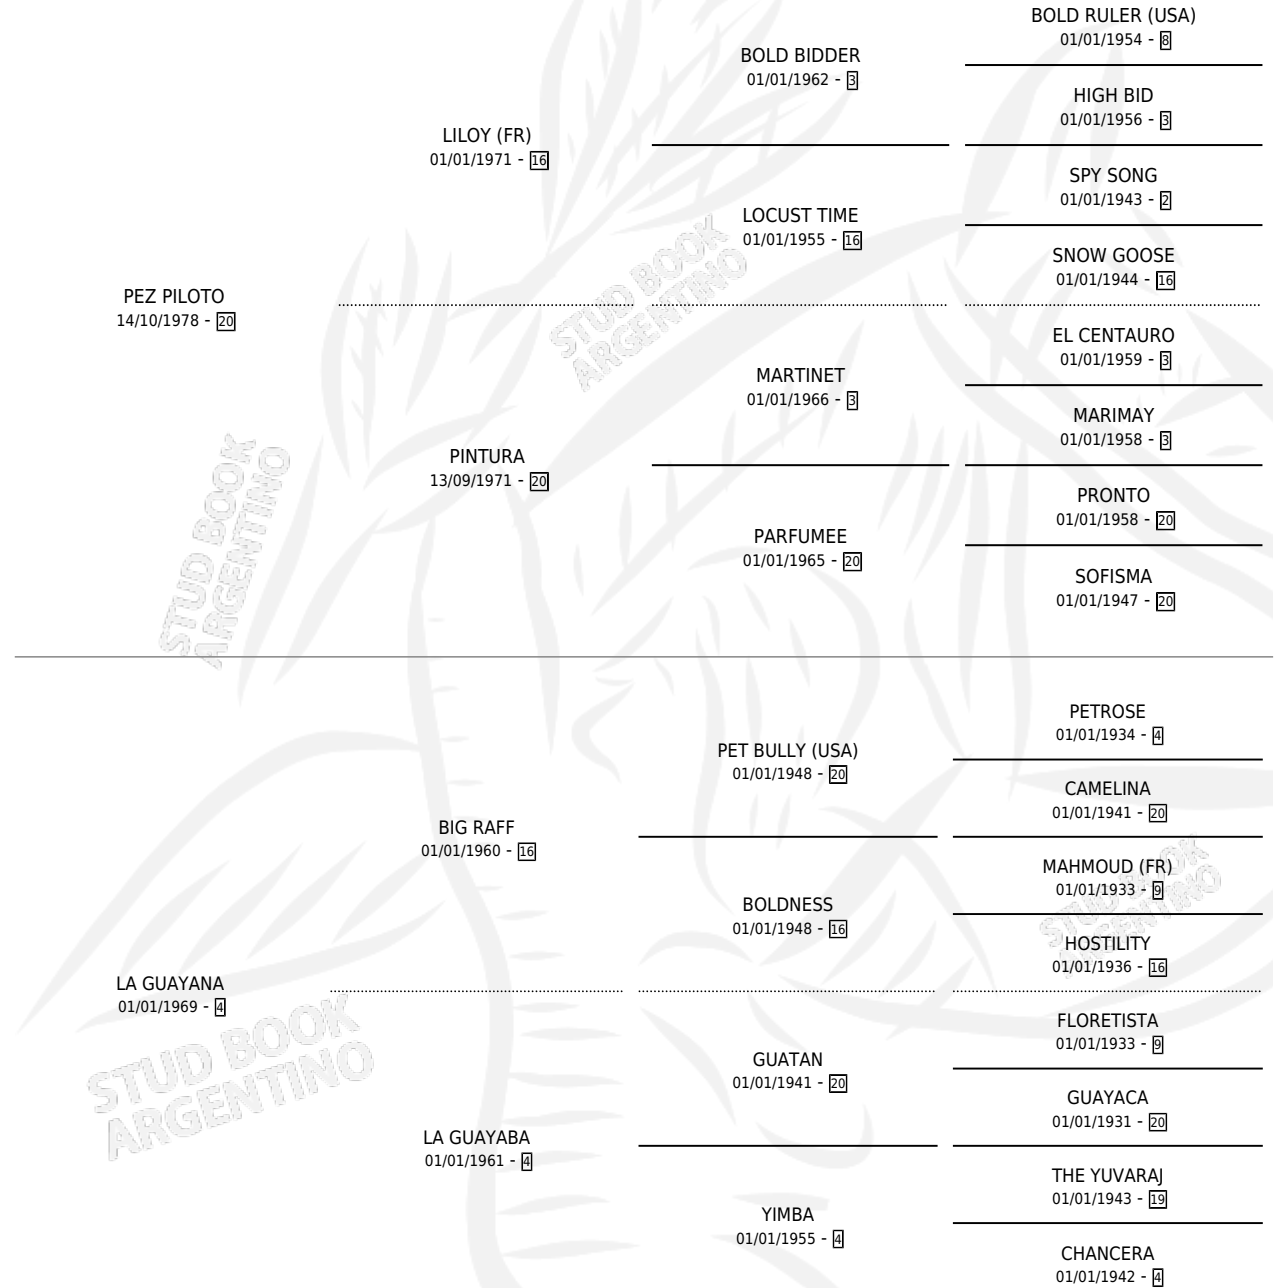 BOLD RULER (USA)
01/01/1954 - 8
BOLD BIDDER
01/01/1962 - 3
HIGH BID
01/01/1956 - 3
LILOY (FR)
01/01/1971 - 16
SPY SONG
01/01/1943 - 2
LOCUST TIME
01/01/1955 - 16
SNOW GOOSE
01/01/1944 - 16
PEZ PILOTO
14/10/1978 - 20
STUD BOOK
ARGENTINO
EL CENTAURO
01/01/1959 - 3
MARTINET
01/01/1966 - 3
MARIMAY
01/01/1958 - 3
PINTURA
13/09/1971 - 20
PRONTO
01/01/1958 - 20
PARFUMEE
01/01/1965 - 20
SOFISMA
01/01/1947 - 20
STUD BOOK
ARGENTINO
PETROSE
01/01/1934 - 4
PET BULLY (USA)
01/01/1948 - 20
CAMELINA
01/01/1941 - 20
BIG RAFF
01/01/1960 - 16
MAHMOUD (FR)
01/01/1933 - 9
BOLDNESS
01/01/1948 - 16
HOSTILITY
01/01/1936 - 16
STUD BOOK
ARGENTINO
LA GUAYANA
01/01/1969 - 4
FLORETISTA
01/01/1933 - 9
GUATAN
01/01/1941 - 20
GUAYACA
01/01/1931 - 20
STUD BOOK
ARGENTINO
LA GUAYABA
01/01/1961 - 4
THE YUVARAJ
01/01/1943 - 19
YIMBA
01/01/1955 - 4
CHANCERA
01/01/1942 - 4